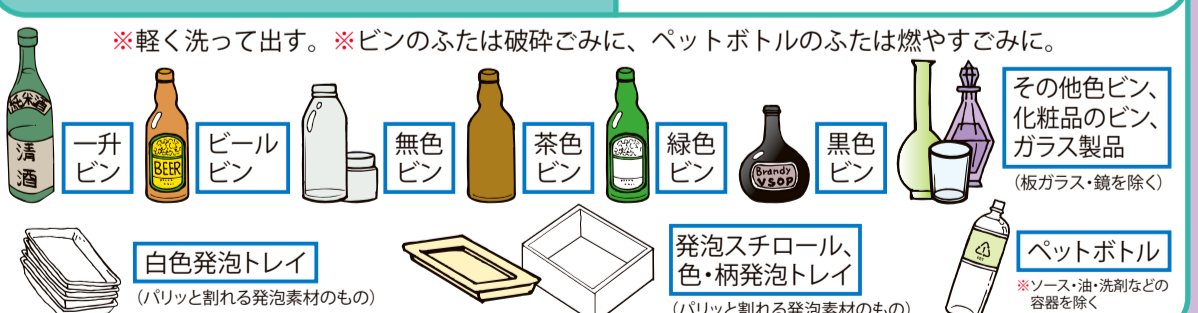 ※軽く洗って出す。※ビンのふたは破砕ごみに、ペットボトルのふたは燃やすごみに。
純米酒
清
酒
一升
ビン
BEER
ビール
ビン
無色
ビン
茶色
ビン
緑色
ビン
Brandy
VSOP
黒色
ビン
その他色ビン、
化粧品のビン、
ガラス製品
(板ガラス・鏡を除く)
白色発泡トレイ
(パリッと割れる発泡素材のもの)
発泡スチロール、
色・柄発泡トレイ
(パリッと割れる発泡素材のもの)
1
PET
ペットボトル
※ソース・油・洗剤などの
容器を除く